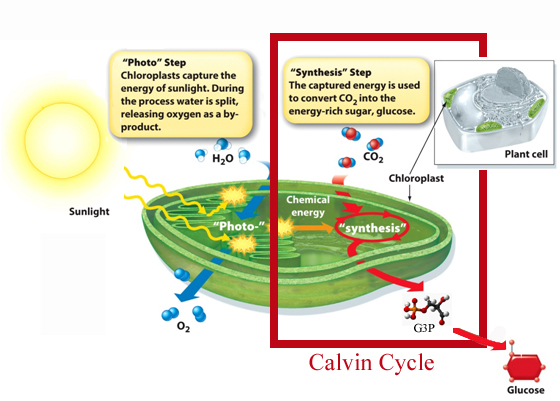 "Photo" Step
Chloroplasts capture the
energy of sunlight. During
the process water is split,
releasing oxygen as a by-
product.
"Synthesis" Step
The captured energy is used
to convert CO2 into the
energy-rich sugar, glucose.
H2O
CO2
Plant cell
Chloroplast
Sunlight
Chemical
energy
"Photo-"
"synthesis"
O2
G3P
Calvin Cycle
Glucose